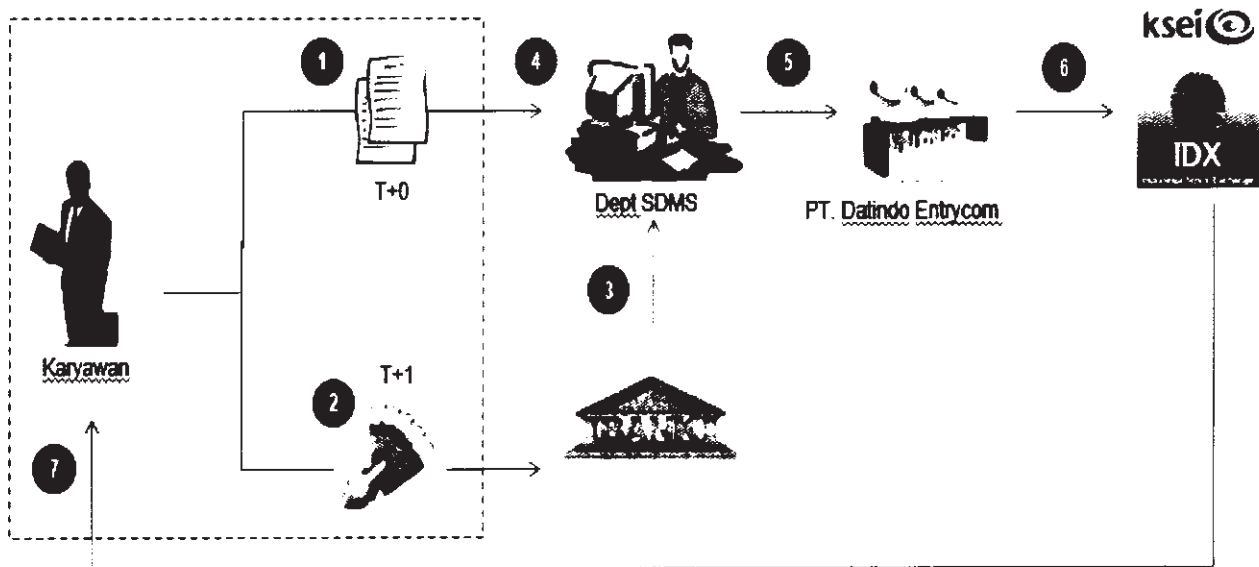 ksei
1
4
5
6
IDX
T+0
Dept SDMS
PT. Datindo Entrycom
3
Karyawan
T+1
2
7